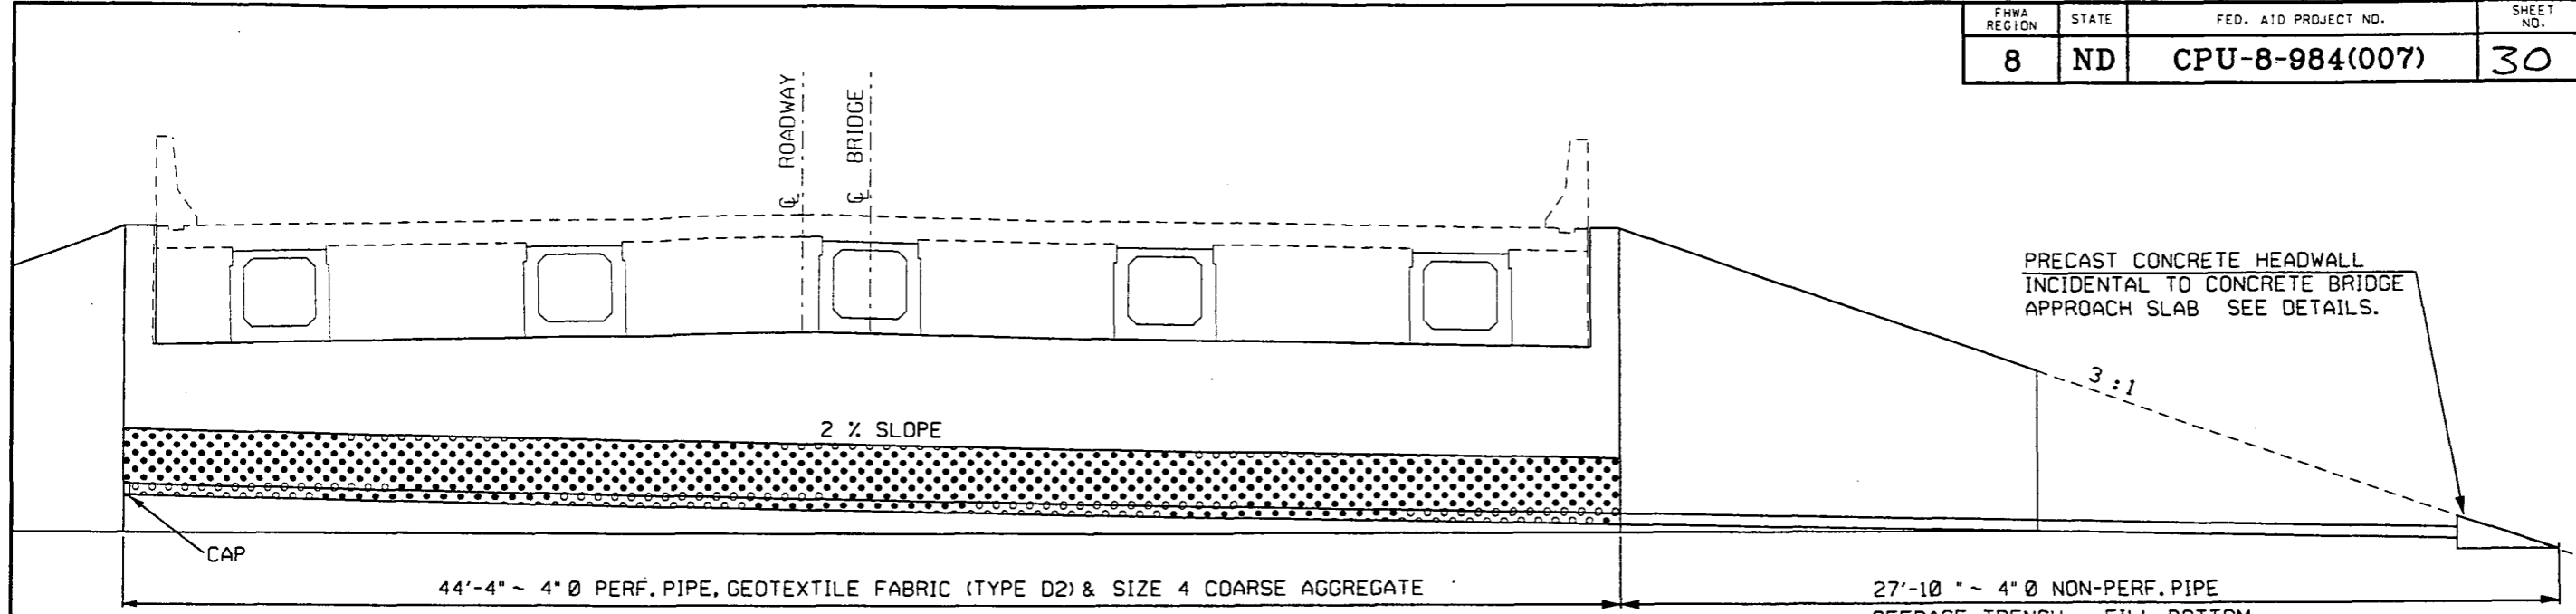 FHWA REGION
STATE
FED. AID PROJECT NO.
SHEET NO.
8
ND
CPU-8-984(007)
30
℄ ROADWAY
℄ BRIDGE
PRECAST CONCRETE HEADWALL
INCIDENTAL TO CONCRETE BRIDGE
APPROACH SLAB SEE DETAILS.
3 :1
2 % SLOPE
CAP
44'-4" ~ 4" Ø PERF. PIPE, GEOTEXTILE FABRIC (TYPE D2) & SIZE 4 COARSE AGGREGATE
27'-10 " ~ 4" Ø NON-PERF. PIPE